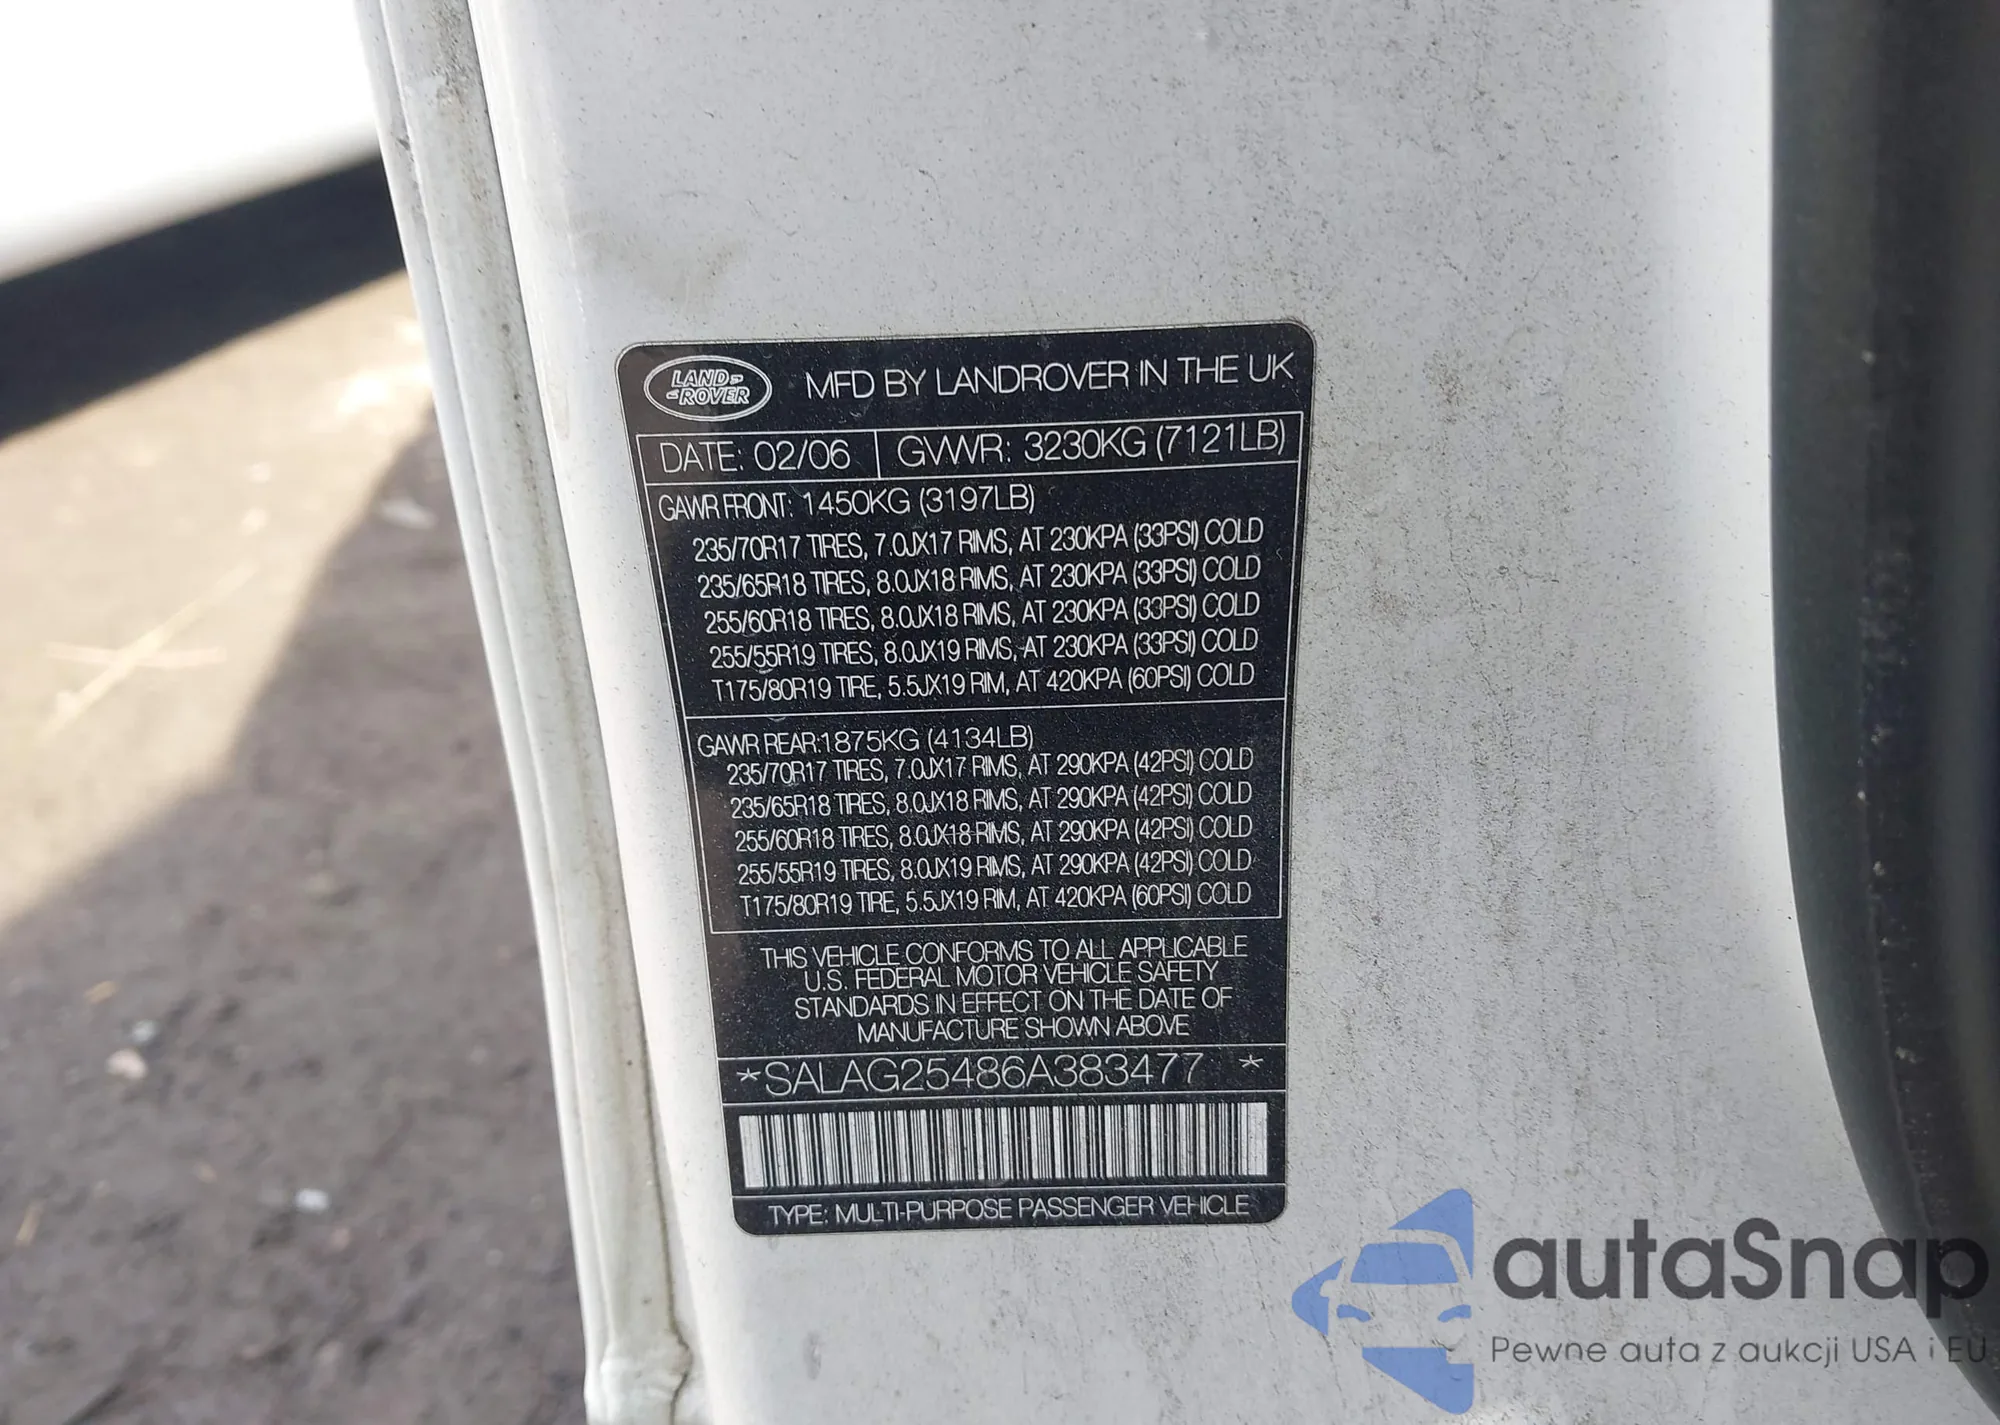 LAND
ROVER
MFD BY LANDROVER IN THE UK
DATE: 02/06 GVWR: 3230KG (7121LB)
GAWR FRONT: 1450KG (3197LB)
235/70R17 TIRES, 7.0JX17 RIMS, AT 230KPA (33PSI) COLD
235/65R18 TIRES, 8.0JX18 RIMS, AT 230KPA (33PSI) COLD
255/60R18 TIRES, 8.0JX18 RIMS, AT 230KPA (33PSI) COLD
255/55R19 TIRES, 8.0JX19 RIMS, AT 230KPA (33PSI) COLD
T175/80R19 TIRE, 5.5JX19 RIM, AT 420KPA (60PSI) COLD
GAWR REAR:1875KG (4134LB)
235/70R17 TIRES, 7.0JX17 RIMS, AT 290KPA (42PSI) COLD
235/65R18 TIRES, 8.0JX18 RIMS, AT 290KPA (42PSI) COLD
255/60R18 TIRES, 8.0JX18 RIMS, AT 290KPA (42PSI) COLD
255/55R19 TIRES, 8.0JX19 RIMS, AT 290KPA (42PSI) COLD
T175/80R19 TIRE, 5.5JX19 RIM, AT 420KPA (60PSI) COLD
THIS VEHICLE CONFORMS TO ALL APPLICABLE
U.S. FEDERAL MOTOR VEHICLE SAFETY
STANDARDS IN EFFECT ON THE DATE OF
MANUFACTURE SHOWN ABOVE
*SALAG25486A383477 *
TYPE: MULTI-PURPOSE PASSENGER VEHICLE
autaSnap
Pewne auta z aukcji USA i EU